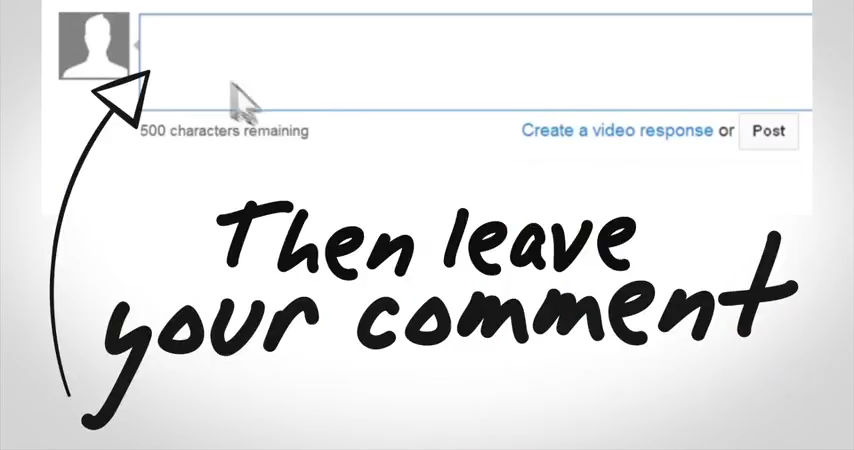 500 characters remaining
Create a video response or Post
Then leave
your comment